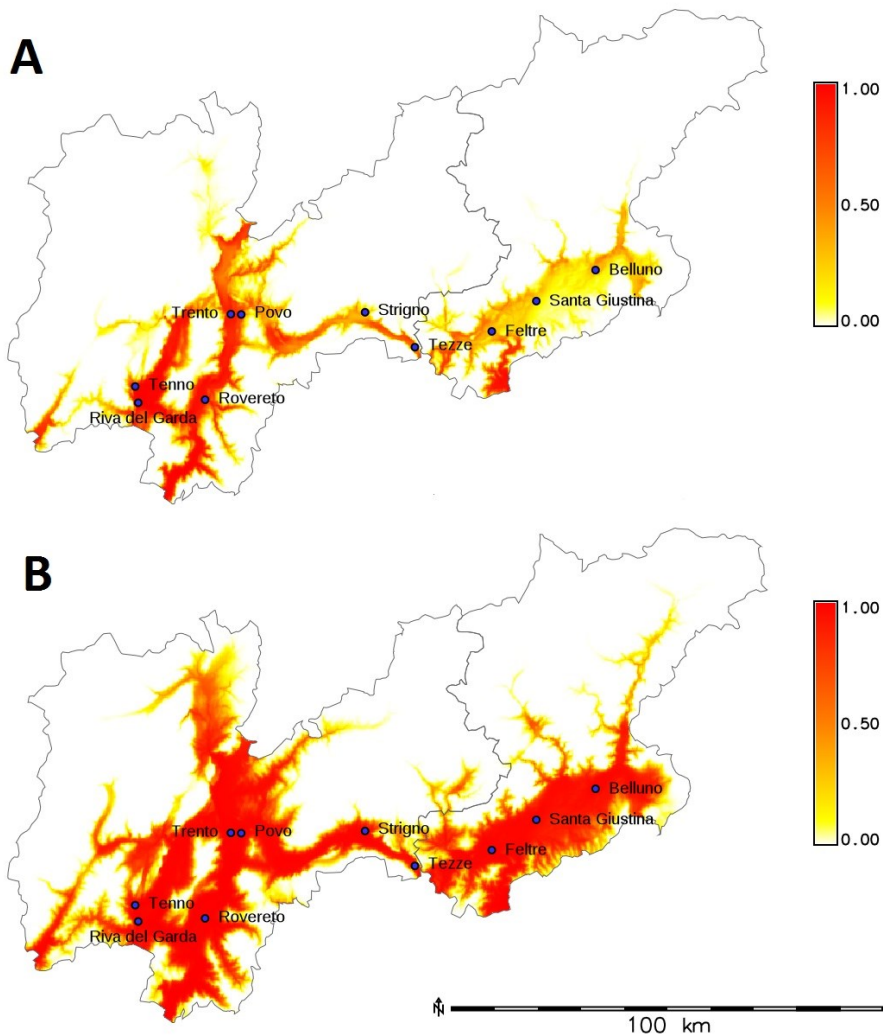 A
1.00
0.50
0.00
Belluno
Santa Giustina
Trento
Povo
Strigno
Feltre
Tezze
Tenno
Rovereto
Riva del Garda
B
1.00
0.50
0.00
Belluno
Santa Giustina
Trento
Povo
Strigno
Feltre
Tezze
Tenno
Rovereto
Riva del Garda
N
100 km